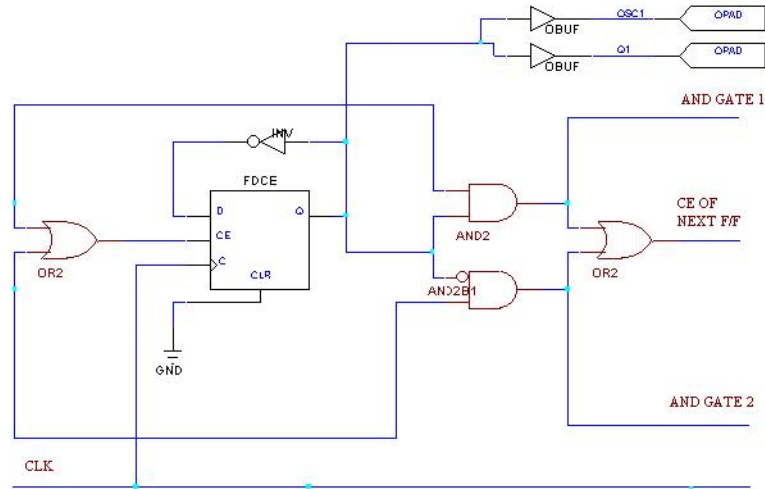 OSC1
OPAD
OBUF
Q1
OPAD
OBUF
AND GATE 1
INV
FDCE
D
Q
CE
C
CLR
GND
OR2
AND2
AND2B1
CE OF
NEXT F/F
OR2
AND GATE 2
CLK